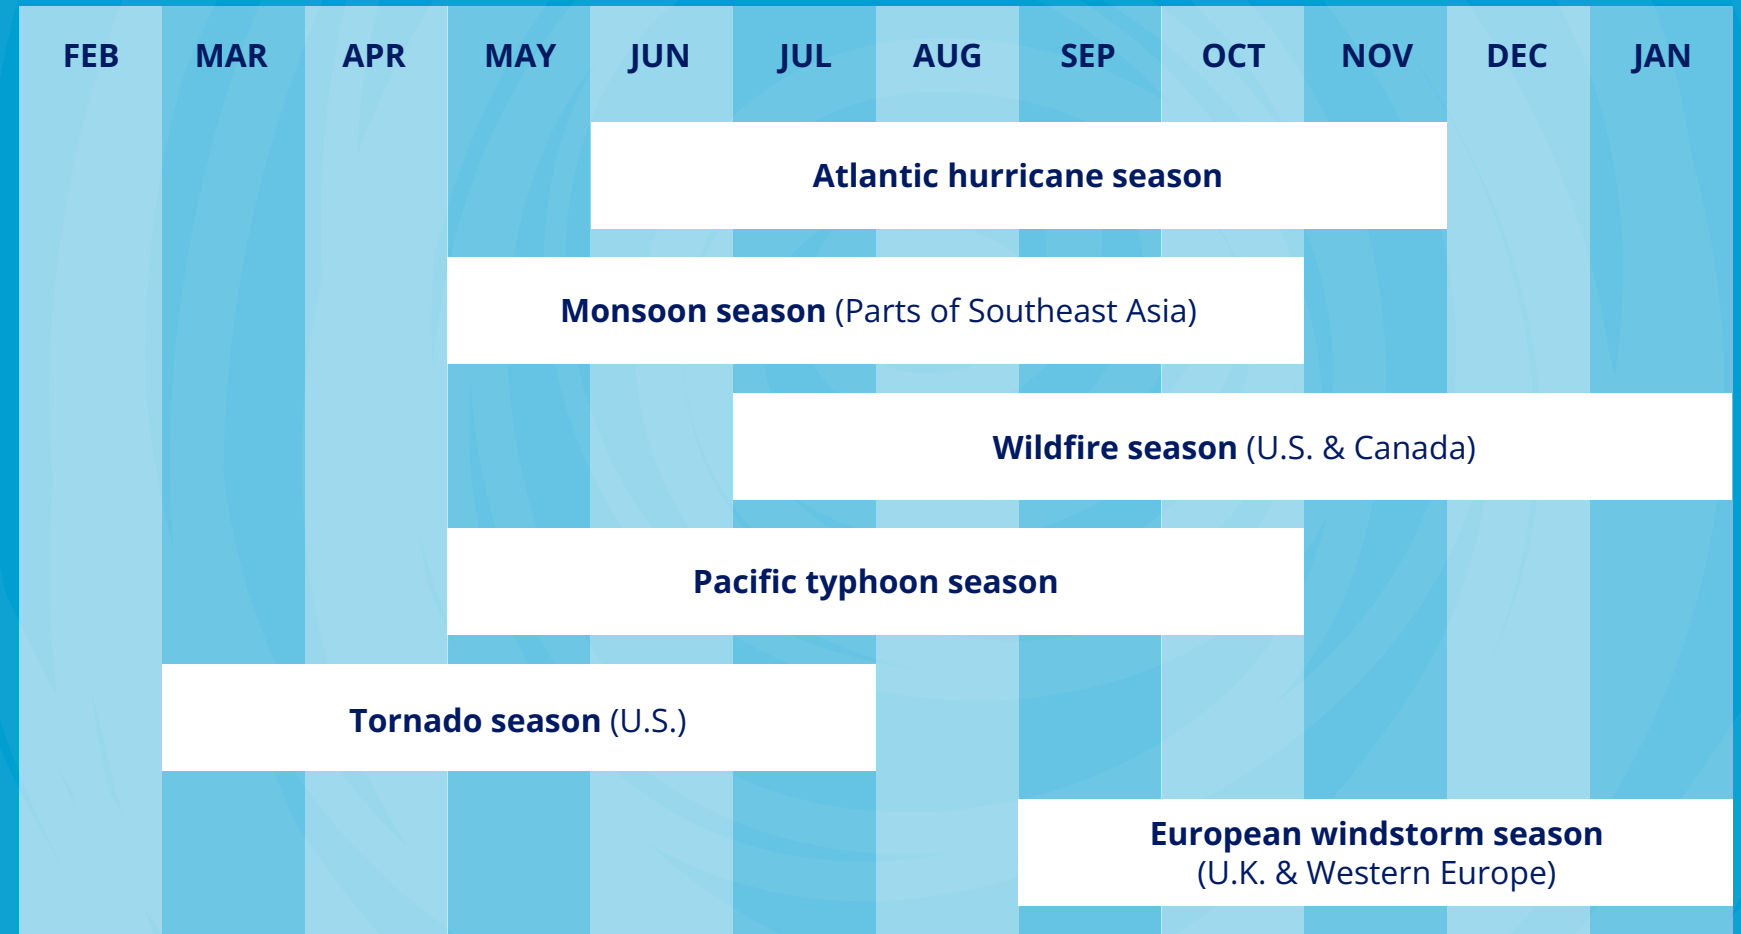 FEB MAR APR MAY JUN JUL AUG SEP OCT NOV DEC JAN
Atlantic hurricane season
Monsoon season (Parts of Southeast Asia)
Wildfire season (U.S. & Canada)
Pacific typhoon season
Tornado season (U.S.)
European windstorm season
(U.K. & Western Europe)